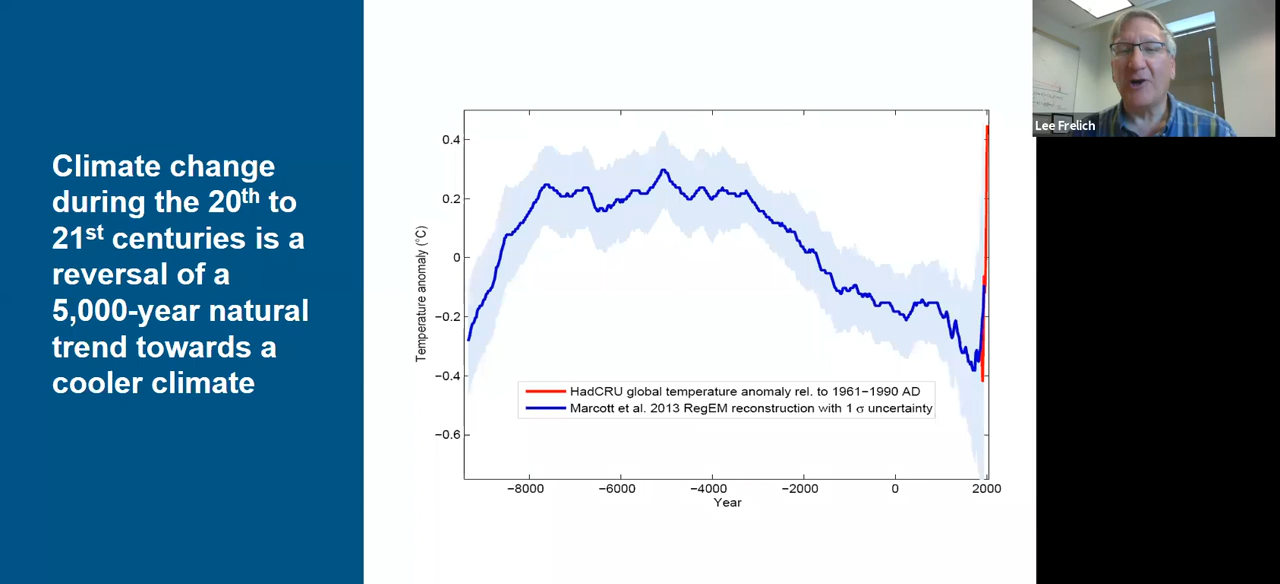 Climate change
during the 20th to
21st centuries is a
reversal of a
5,000-year natural
trend towards a
cooler climate
Temperature anomaly (°C)
0.4
0.2
0
−0.2
−0.4
−0.6
HadCRU global temperature anomaly rel. to 1961−1990 AD
Marcott et al. 2013 RegEM reconstruction with 1 σ uncertainty
−8000 −6000 −4000 −2000 0 2000
Year
Lee Frelich